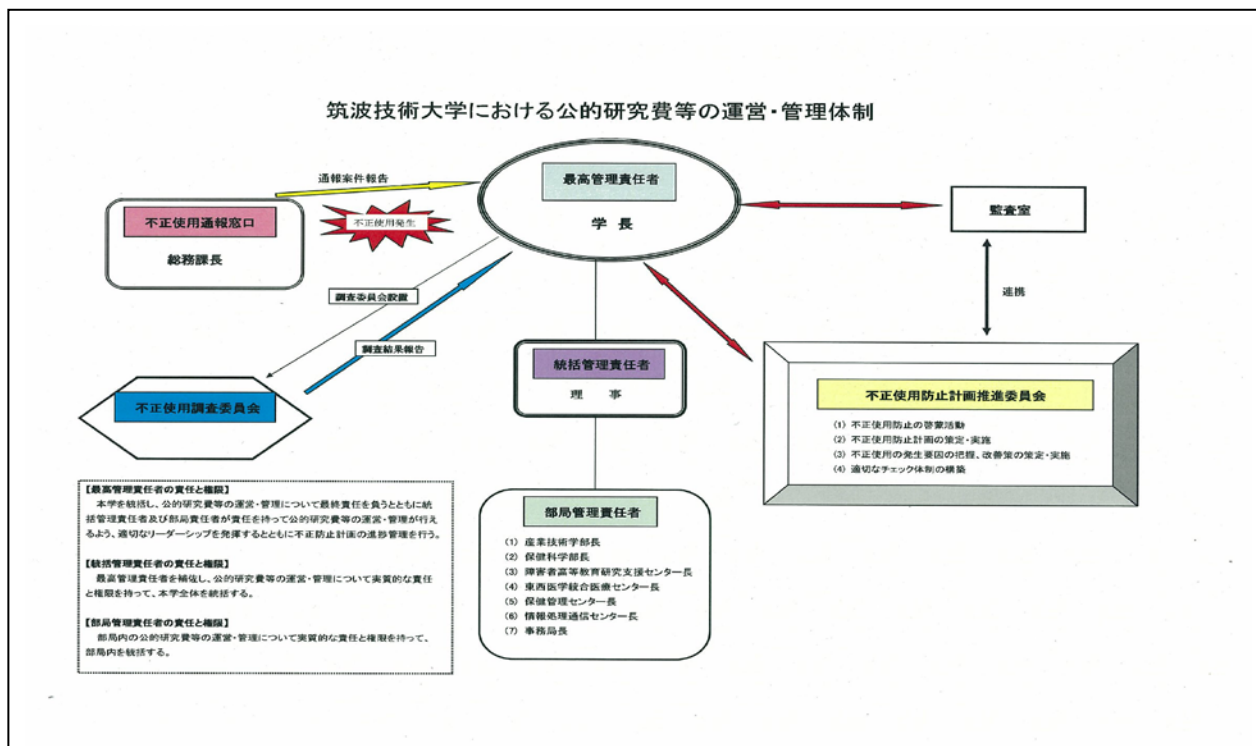 筑波技術大学における公的研究費等の運営・管理体制
通報案件報告
最高管理責任者
学 長
不正使用通報窓口
総務課長
不正使用発生
監査室
連携
調査委員会設置
調査結果報告
不正使用調査委員会
統括管理責任者
理 事
不正使用防止計画推進委員会
(1) 不正使用防止の啓蒙活動
(2) 不正使用防止計画の策定・実施
(3) 不正使用の発生要因の把握、改善策の策定・実施
(4) 適切なチェック体制の構築
【最高管理責任者の責任と権限】
本学を統括し、公的研究費等の運営・管理について最終責任を負うとともに統
括管理責任者及び部局責任者が責任を持って公的研究費等の運営・管理が行え
るよう、適切なリーダーシップを発揮するとともに不正防止計画の進捗管理を行う。
【統括管理責任者の責任と権限】
最高管理責任者を補佐し、公的研究費等の運営・管理について実質的な責任
と権限を持って、本学全体を統括する。
【部局管理責任者の責任と権限】
部局内の公的研究費等の運営・管理について実質的な責任と権限を持って、
部局内を統括する。
部局管理責任者
(1) 産業技術学部長
(2) 保健科学部長
(3) 障害者高等教育研究支援センター長
(4) 東西医学統合医療センター長
(5) 保健管理センター長
(6) 情報処理通信センター長
(7) 事務局長